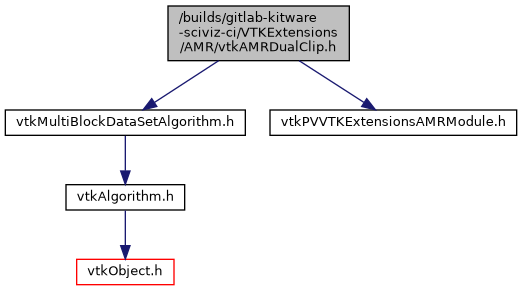 /builds/gitlab-kitware
-sciviz-ci/VTKExtensions
/AMR/vtkAMRDualClip.h
vtkMultiBlockDataSetAlgorithm.h
vtkPVVTKExtensionsAMRModule.h
vtkAlgorithm.h
vtkObject.h